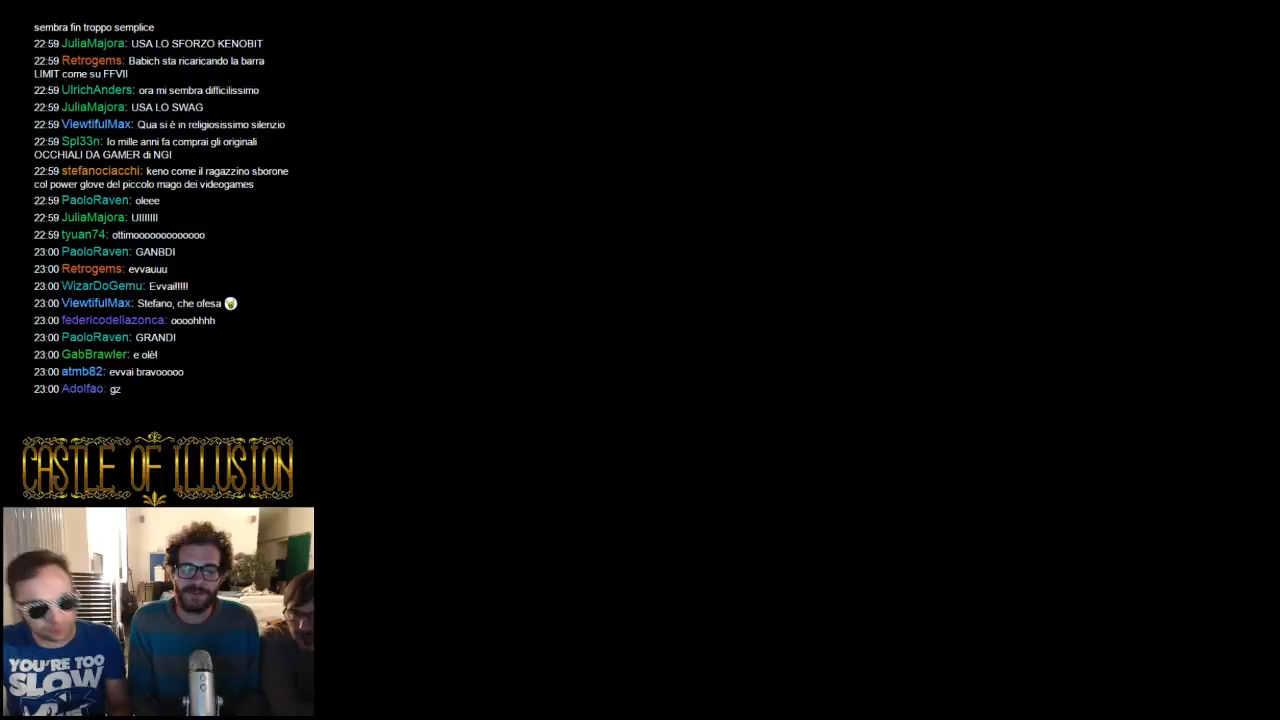 sembra fin troppo semplice
22:59 JuliaMajora: USA LO SFORZO KENOBIT
22:59 Retrogems: Babich sta ricaricando la barra
LIMIT come su FFVII
22:59 UlrichAnders: ora mi sembra difficilissimo
22:59 JuliaMajora: USA LO SWAG
22:59 ViewtifulMax: Qua si è in religiosissimo silenzio
22:59 Spl33n: Io mille anni fa comprai gli originali
OCCHIALI DA GAMER di NGI
22:59 stefanociacchi: keno come il ragazzino sborone
col power glove del piccolo mago dei videogames
22:59 PaoloRaven: oleee
22:59 JuliaMajora: UIIIIIII
22:59 tyuan74: ottimoooooooooooo
23:00 PaoloRaven: GANBDI
23:00 Retrogems: evvauuu
23:00 WizarDoGemu: Evvai!!!!!
23:00 ViewtifulMax: Stefano, che ofesa
23:00 federicodellazonca: oooohhhh
23:00 PaoloRaven: GRANDI
23:00 GabBrawler: e olè!
23:00 atmb82: evvai bravooooo
23:00 Adolfao: gz
CASTLE OF ILLUSION
YOU'RE TOO
SLOW